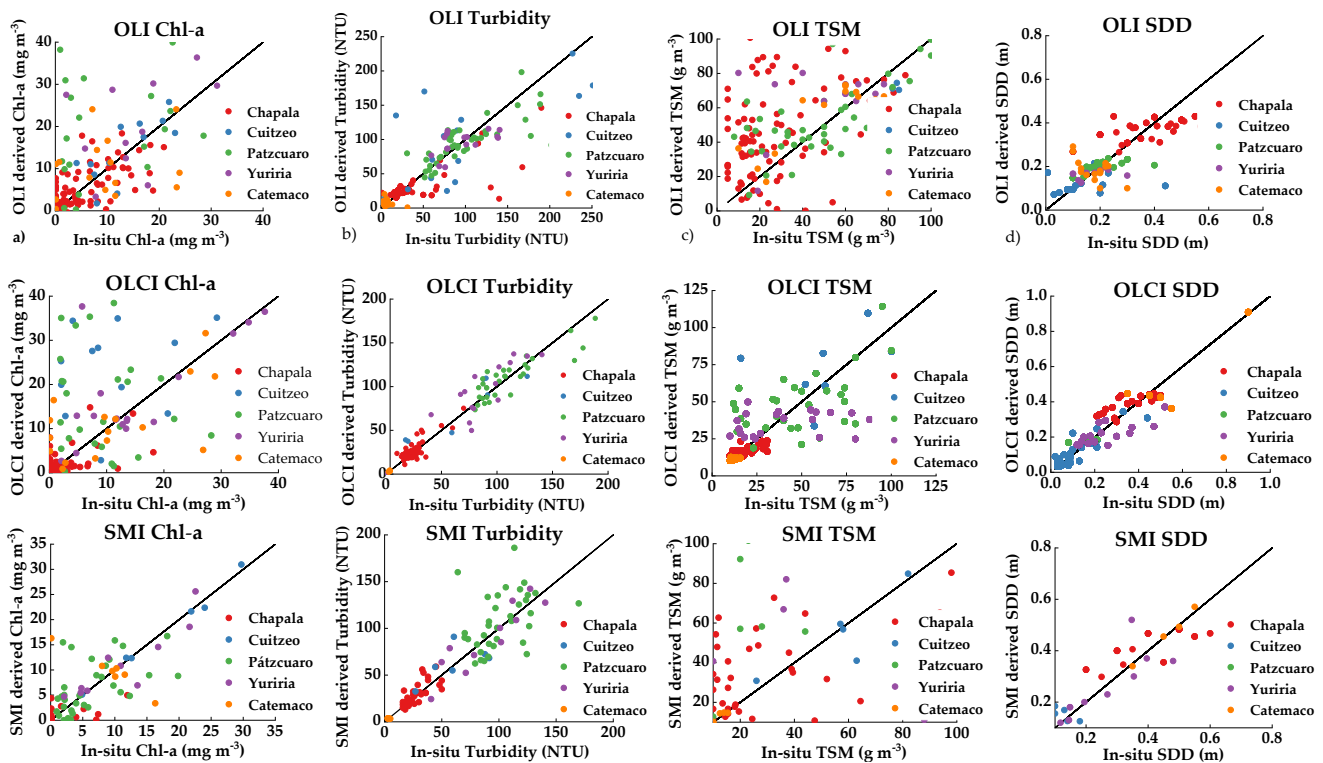 OLI Chl-a
OLI derived Chl-a (mg m-3)
40
30
20
10
0
0 10 20 30 40
In-situ Chl-a (mg m-3)
a)
Chapala
Cuitzeo
Patzcuaro
Yuriria
Catemaco
OLI Turbidity
OLI derived Turbidity (NTU)
250
200
150
100
50
0
0 50 100 150 200 250
In-situ Turbidity (NTU)
b)
Chapala
Cuitzeo
Patzcuaro
Yuriria
Catemaco
OLI TSM
OLI derived TSM (g m-3)
100
80
60
40
20
0
0 20 40 60 80 100
In-situ TSM (g m-3)
c)
Chapala
Cuitzeo
Patzcuaro
Yuriria
Catemaco
OLI SDD
OLI derived SDD (m)
0.8
0.6
0.4
0.2
0.0
0.0 0.2 0.4 0.6 0.8
In-situ SDD (m)
d)
Chapala
Cuitzeo
Patzcuaro
Yuriria
Catemaco
OLCI Chl-a
OLCI derived Chl-a (mg m-3)
40
30
20
10
0
0 10 20 30 40
In-situ Chl-a (mg m-3)
Chapala
Cuitzeo
Patzcuaro
Yuriria
Catemaco
OLCI Turbidity
OLCI derived Turbidity (NTU)
200
150
100
50
0
0 50 100 150 200
In-situ Turbidity (NTU)
Chapala
Cuitzeo
Patzcuaro
Yuriria
Catemaco
OLCI TSM
OLCI derived TSM (g m-3)
125
100
75
50
25
0
0 25 50 75 100 125
In-situ TSM (g m-3)
Chapala
Cuitzeo
Patzcuaro
Yuriria
Catemaco
OLCI SDD
OLCI derived SDD (m)
1.0
0.8
0.6
0.4
0.2
0.0
0.0 0.2 0.4 0.6 0.8 1.0
In-situ SDD (m)
Chapala
Cuitzeo
Patzcuaro
Yuriria
Catemaco
SMI Chl-a
SMI derived Chl-a (mg m-3)
35
30
25
20
15
10
5
0
0 5 10 15 20 25 30 35
In-situ Chl-a (mg m-3)
Chapala
Cuitzeo
Pátzcuaro
Yuriria
Catemaco
SMI Turbidity
SMI derived Turbidity (NTU)
200
150
100
50
0
0 50 100 150 200
In-situ Turbidity (NTU)
Chapala
Cuitzeo
Patzcuaro
Yuriria
Catemaco
SMI TSM
SMI derived TSM (g m-3)
100
80
60
40
20
20 40 60 80 100
In-situ TSM (g m-3)
Chapala
Cuitzeo
Patzcuaro
Yuriria
Catemaco
SMI SDD
SMI derived SDD (m)
0.8
0.6
0.4
0.2
0.2 0.4 0.6 0.8
In-situ SDD (m)
Chapala
Cuitzeo
Patzcuaro
Yuriria
Catemaco